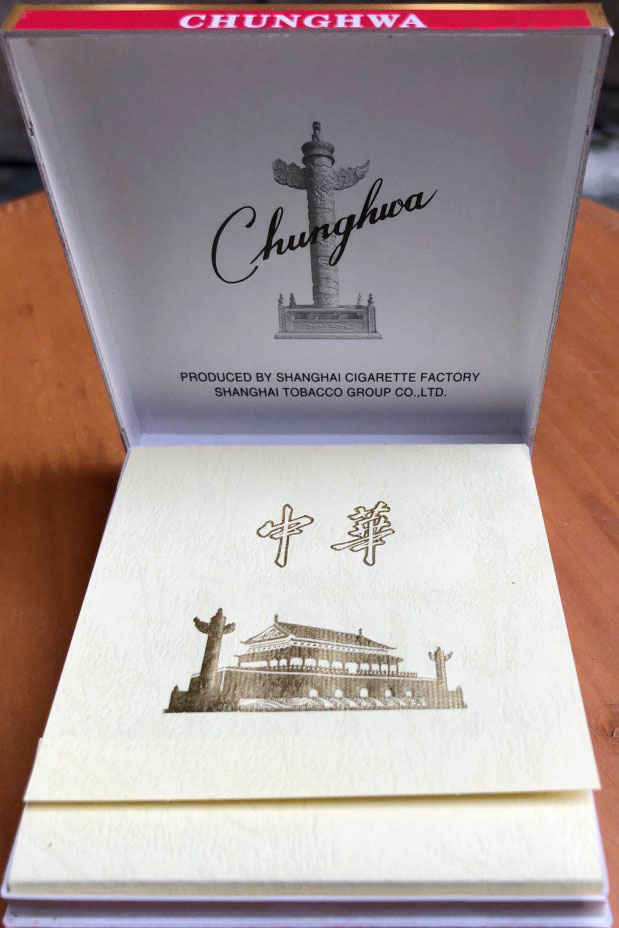 CHUNGHWA
Chunghwa
PRODUCED BY SHANGHAI CIGARETTE FACTORY
SHANGHAI TOBACCO GROUP CO.,LTD.
中華